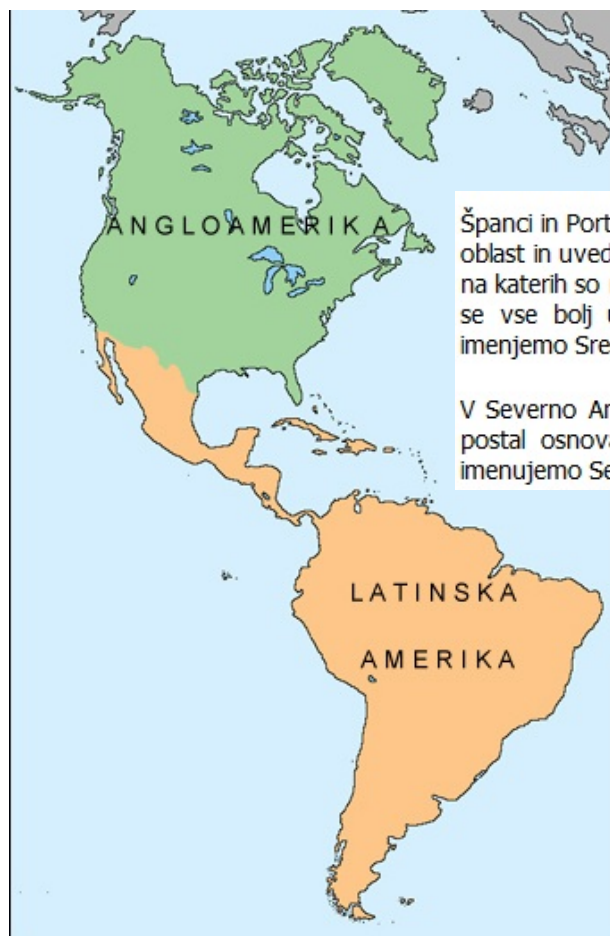 ANGLOAMERIKA
Španci in Port
oblast in uved
na katerih so
se vse bolj
imenjemo Sre
V Severno Ar
postal osnova
imenujemo Se
LATINSKA
AMERIKA